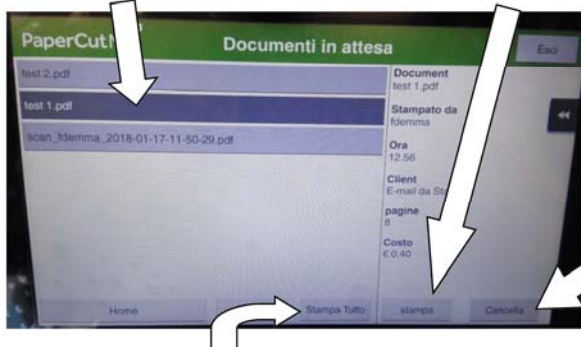 PaperCut
Documenti in attesa
Esci
test 2.pdf
test 1.pdf
scan_fdemma_2018-01-17-11-50-29.pdf
Document
test 1.pdf
Stampato da
fdemma
Ora
12.56
Client
E-mail da
pagine
8
Costo
€ 0,40
Home
Stampa Tutto
stampa
Cancella